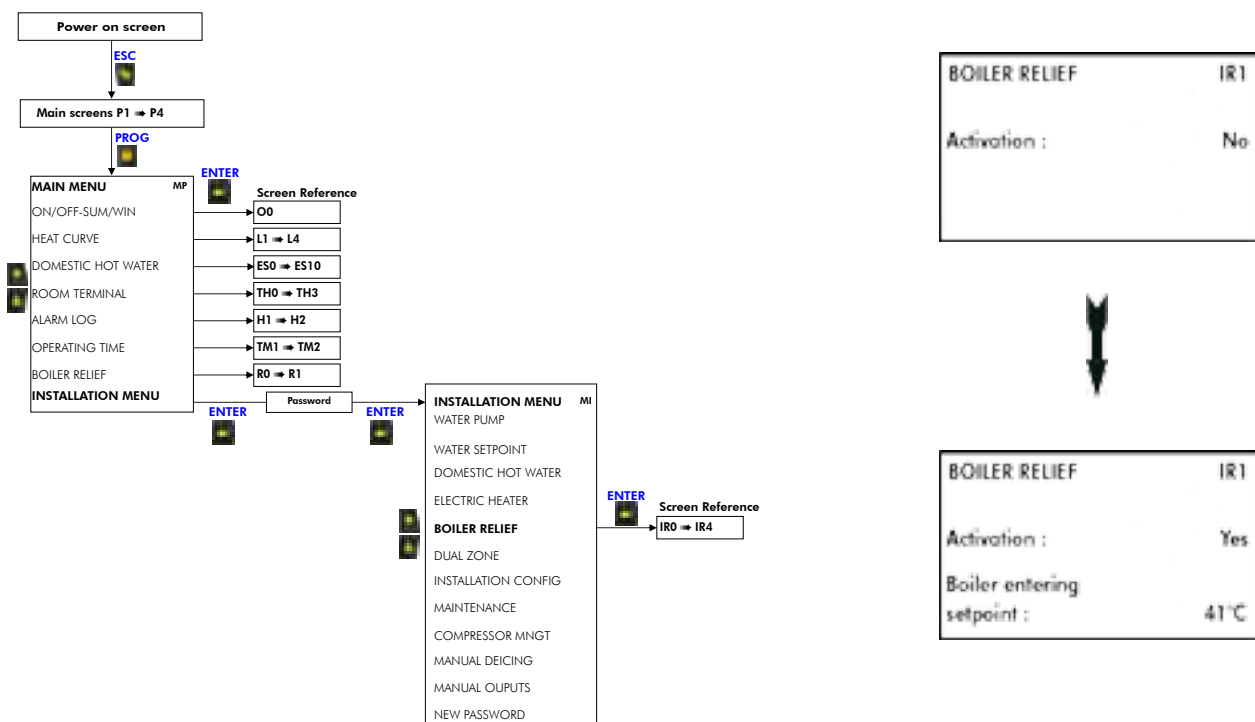 Power on screen
ESC
Main screens P1 ➠ P4
PROG
MAIN MENU MP
ENTER
Screen Reference
ON/OFF-SUM/WIN
O0
HEAT CURVE
L1 ➠ L4
DOMESTIC HOT WATER
ES0 ➠ ES10
ROOM TERMINAL
TH0 ➠ TH3
ALARM LOG
H1 ➠ H2
OPERATING TIME
TM1 ➠ TM2
BOILER RELIEF
R0 ➠ R1
INSTALLATION MENU
ENTER
Password
ENTER
INSTALLATION MENU MI
WATER PUMP
WATER SETPOINT
DOMESTIC HOT WATER
ELECTRIC HEATER
BOILER RELIEF
DUAL ZONE
INSTALLATION CONFIG
MAINTENANCE
COMPRESSOR MNGT
MANUAL DEICING
MANUAL OUPUTS
NEW PASSWORD
ENTER
Screen Reference
IR0 ➠ IR4
BOILER RELIEF IR1
Activation : No
BOILER RELIEF IR1
Activation : Yes
Boiler entering
setpoint : 41°C